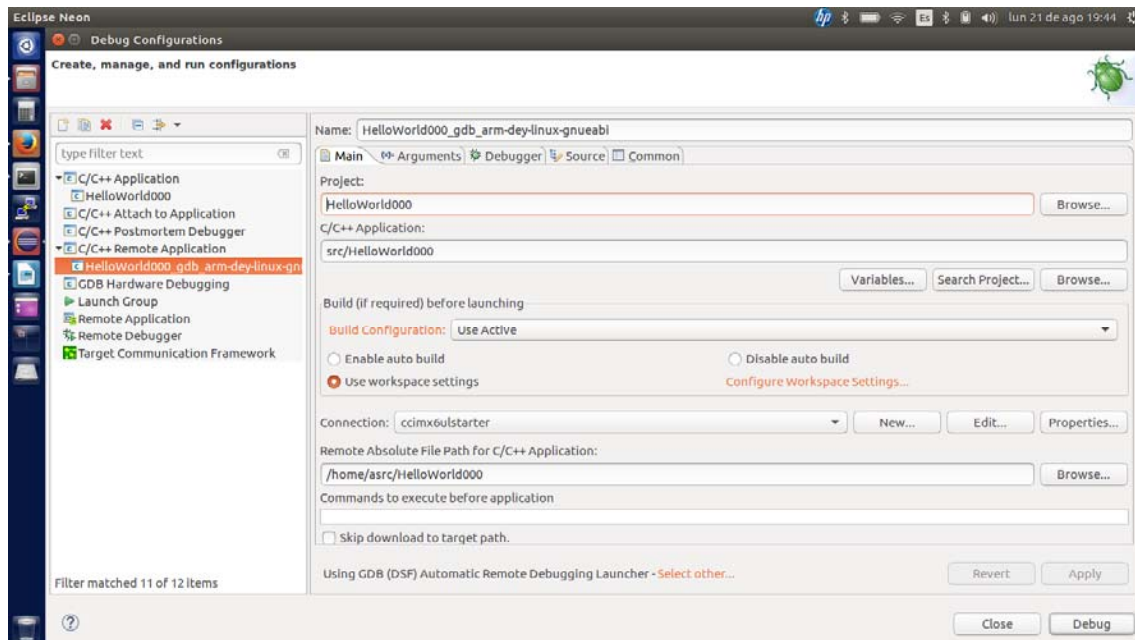 Eclipse Neon
hp
Es
lun 21 de ago 19:44
Debug Configurations
Create, manage, and run configurations
type filter text
C/C++ Application
HelloWorld000
C/C++ Attach to Application
C/C++ Postmortem Debugger
C/C++ Remote Application
HelloWorld000_gdb_arm-dey-linux-gn
GDB Hardware Debugging
Launch Group
Remote Application
Remote Debugger
Target Communication Framework
Filter matched 11 of 12 items
Name: HelloWorld000_gdb_arm-dey-linux-gnueabi
Main Arguments Debugger Source Common
Project:
HelloWorld000 Browse...
C/C++ Application:
src/HelloWorld000
Variables... Search Project... Browse...
Build (if required) before launching
Build Configuration: Use Active
Enable auto build Disable auto build
Use workspace settings Configure Workspace Settings...
Connection: ccimx6ulstarter New... Edit... Properties...
Remote Absolute File Path for C/C++ Application:
/home/asrc/HelloWorld000 Browse...
Commands to execute before application
Skip download to target path.
Using GDB (DSF) Automatic Remote Debugging Launcher - Select other... Revert Apply
Close Debug